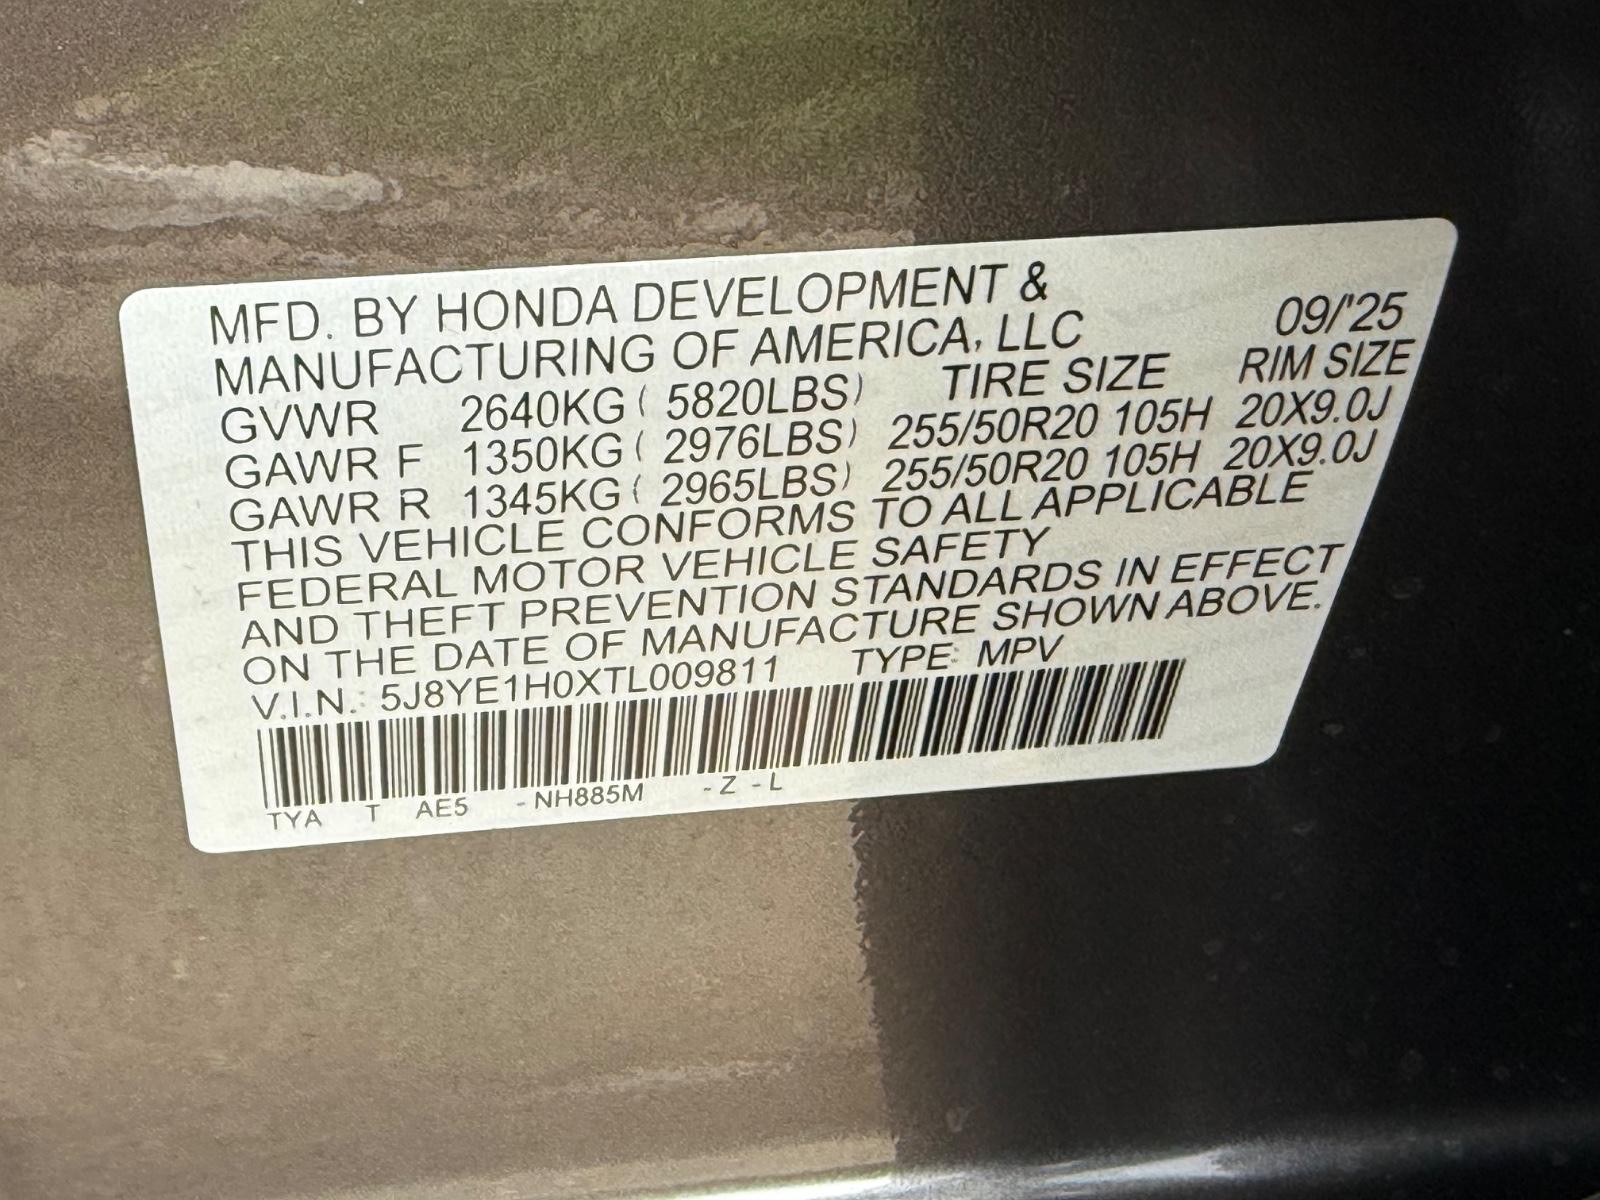 MFD. BY HONDA DEVELOPMENT &
MANUFACTURING OF AMERICA, LLC 09/'25
GVWR 2640KG ( 5820LBS) TIRE SIZE RIM SIZE
GAWR F 1350KG ( 2976LBS) 255/50R20 105H 20X9.0J
GAWR R 1345KG ( 2965LBS) 255/50R20 105H 20X9.0J
THIS VEHICLE CONFORMS TO ALL APPLICABLE
FEDERAL MOTOR VEHICLE SAFETY
AND THEFT PREVENTION STANDARDS IN EFFECT
ON THE DATE OF MANUFACTURE SHOWN ABOVE.
V.I.N.: 5J8YE1H0XTL009811 TYPE: MPV
TYA T AE5 - NH885M - Z - L